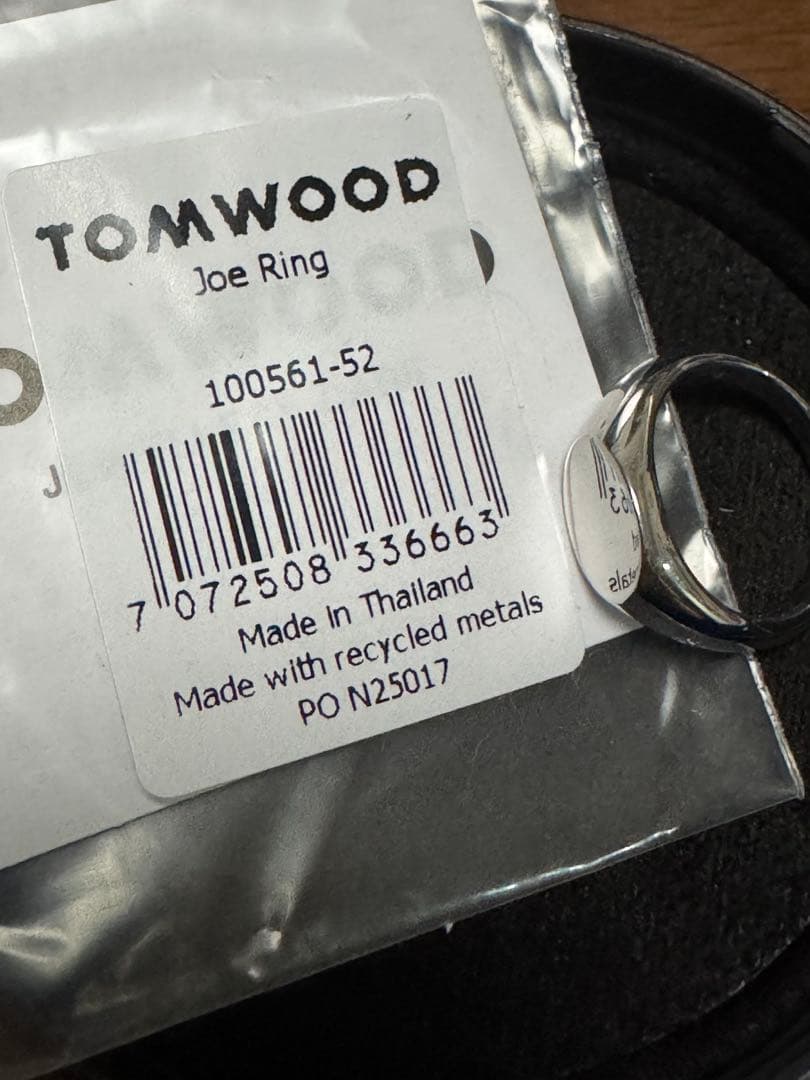 TOMWOOD
Joe Ring
100561-52
7 072508 336663
Made in Thailand
Made with recycled metals
PO N25017
J